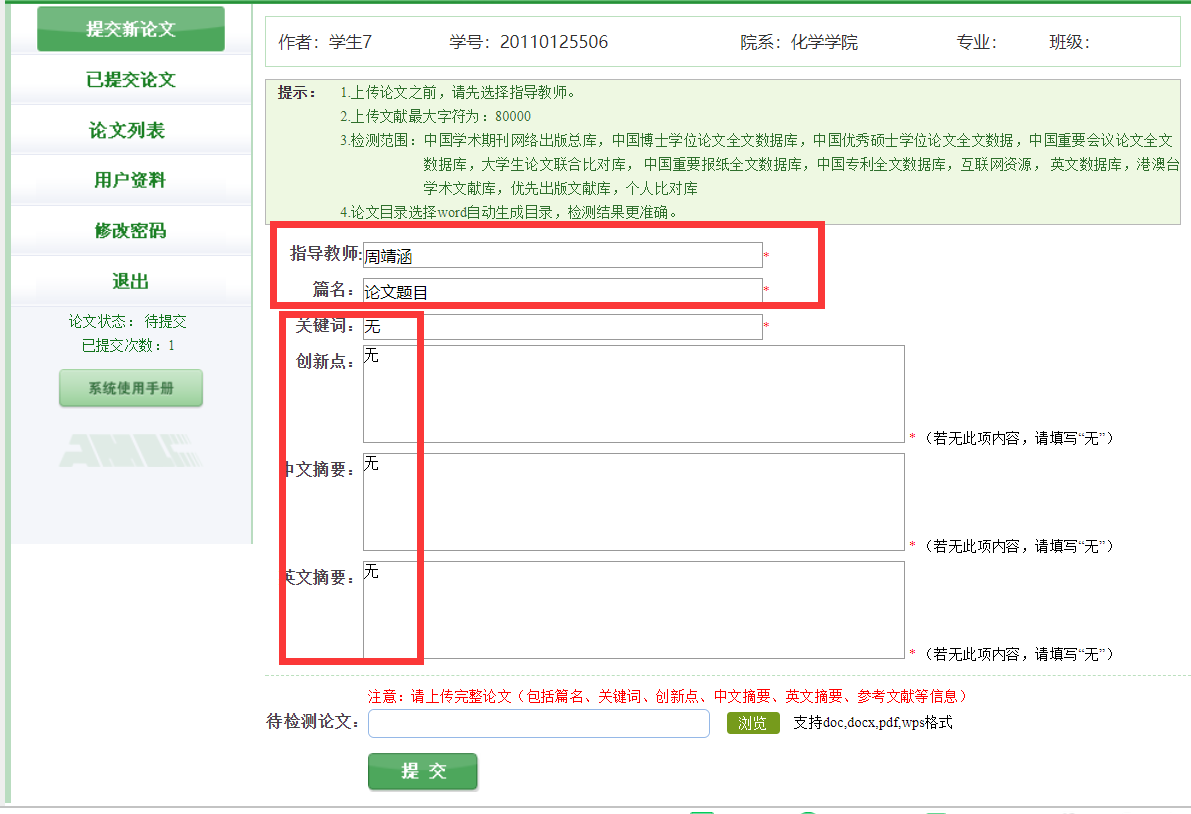 提交新论文
已提交论文
论文列表
用户资料
修改密码
退出
论文状态： 待提交
已提交次数：1
系统使用手册
AMLC
作者：学生7 学号：20110125506 院系：化学学院 专业： 班级：
提示： 1.上传论文之前，请先选择指导教师。
2.上传文献最大字符为：80000
3.检测范围：中国学术期刊网络出版总库，中国博士学位论文全文数据库，中国优秀硕士学位论文全文数据，中国重要会议论文全文
数据库，大学生论文联合比对库， 中国重要报纸全文数据库，中国专利全文数据库，互联网资源， 英文数据库，港澳台
学术文献库，优先出版文献库，个人比对库
4.论文目录选择word自动生成目录，检测结果更准确。
指导教师: 周靖涵 *
篇名： 论文题目 *
关键词： 无 *
创新点： 无
*（若无此项内容，请填写“无”）
中文摘要： 无
*（若无此项内容，请填写“无”）
英文摘要： 无
*（若无此项内容，请填写“无”）
注意：请上传完整论文（包括篇名、关键词、创新点、中文摘要、英文摘要、参考文献等信息）
待检测论文： 浏览 支持doc,docx,pdf,wps格式
提 交